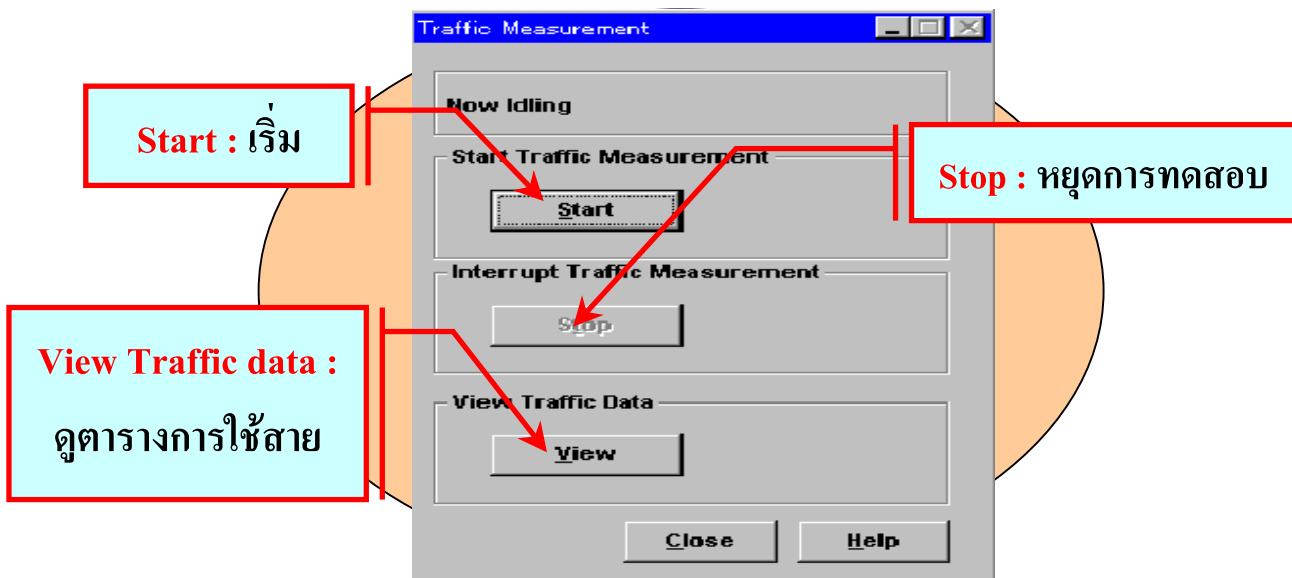 Traffic Measurement
Now Idling
Start : เริ่ม
Start Traffic Measurement
Start
Stop : หยุดการทดสอบ
Interrupt Traffic Measurement
Stop
View Traffic data :
ดูตารางการใช้สาย
View Traffic Data
View
Close
Help